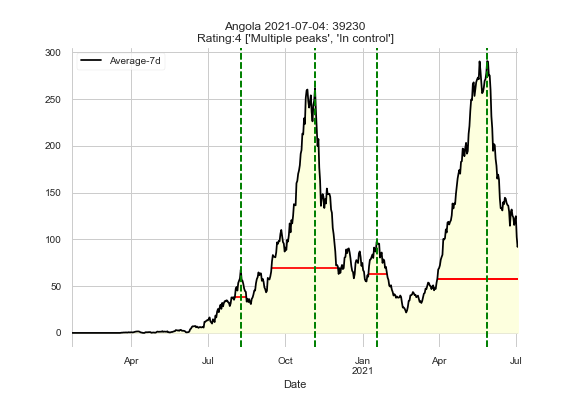 Angola 2021-07-04: 39230
Rating:4 ['Multiple peaks', 'In control']
Average-7d
300
250
200
150
100
50
0
Apr Jul Oct Jan Apr Jul
2021
Date